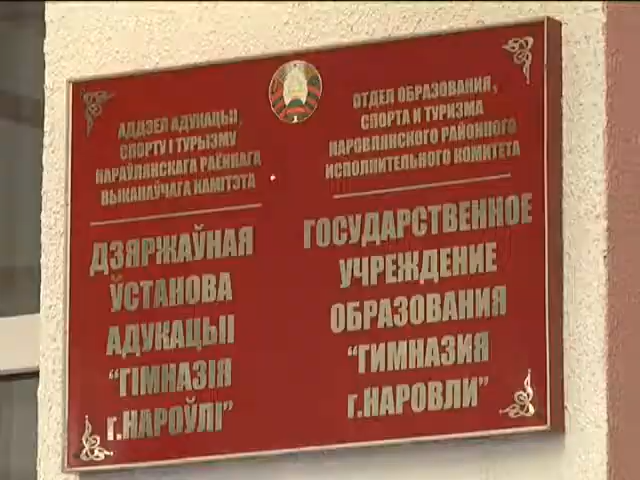 АДДЗЕЛ АДУКАЦЫІ,
СПОРТУ І ТУРЫЗМУ
НАРАЎЛЯНСКАГА РАЁННАГА
ВЫКАНАЎЧАГА КАМІТЭТА
ДЗЯРЖАЎНАЯ
ЎСТАНОВА
АДУКАЦЫІ
“ГІМНАЗІЯ
г.НАРОЎЛІ”
ОТДЕЛ ОБРАЗОВАНИЯ,
СПОРТА И ТУРИЗМА
НАРОВЛЯНСКОГО РАЙОННОГО
ИСПОЛНИТЕЛЬНОГО КОМИТЕТА
ГОСУДАРСТВЕННОЕ
УЧРЕЖДЕНИЕ
ОБРАЗОВАНИЯ
“ГИМНАЗИЯ
г.НАРОВЛИ”